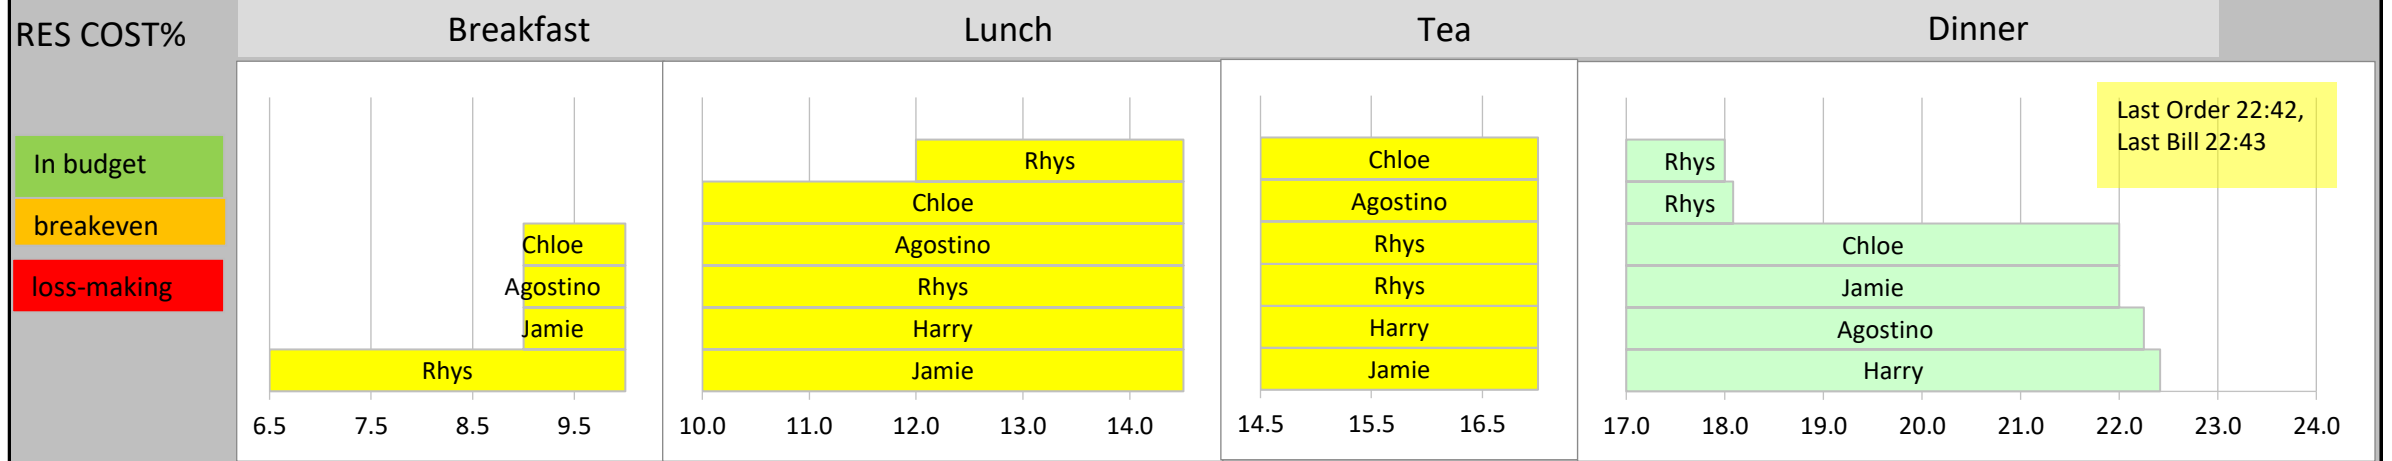 RES COST%
Breakfast
Lunch
Tea
Dinner
In budget
breakeven
loss-making
Chloe
Agostino
Jamie
Rhys
6.5 7.5 8.5 9.5
Rhys
Chloe
Agostino
Rhys
Harry
Jamie
10.0 11.0 12.0 13.0 14.0
Chloe
Agostino
Rhys
Rhys
Harry
Jamie
14.5 15.5 16.5
Last Order 22:42,
Last Bill 22:43
Rhys
Rhys
Chloe
Jamie
Agostino
Harry
17.0 18.0 19.0 20.0 21.0 22.0 23.0 24.0